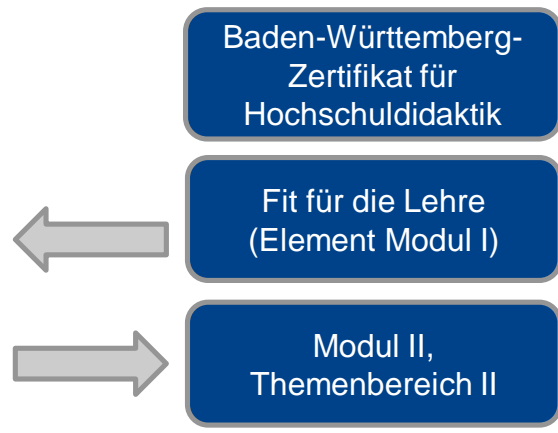 Baden-Württemberg-
Zertifikat für
Hochschuldidaktik
Fit für die Lehre
(Element Modul I)
Modul II,
Themenbereich II